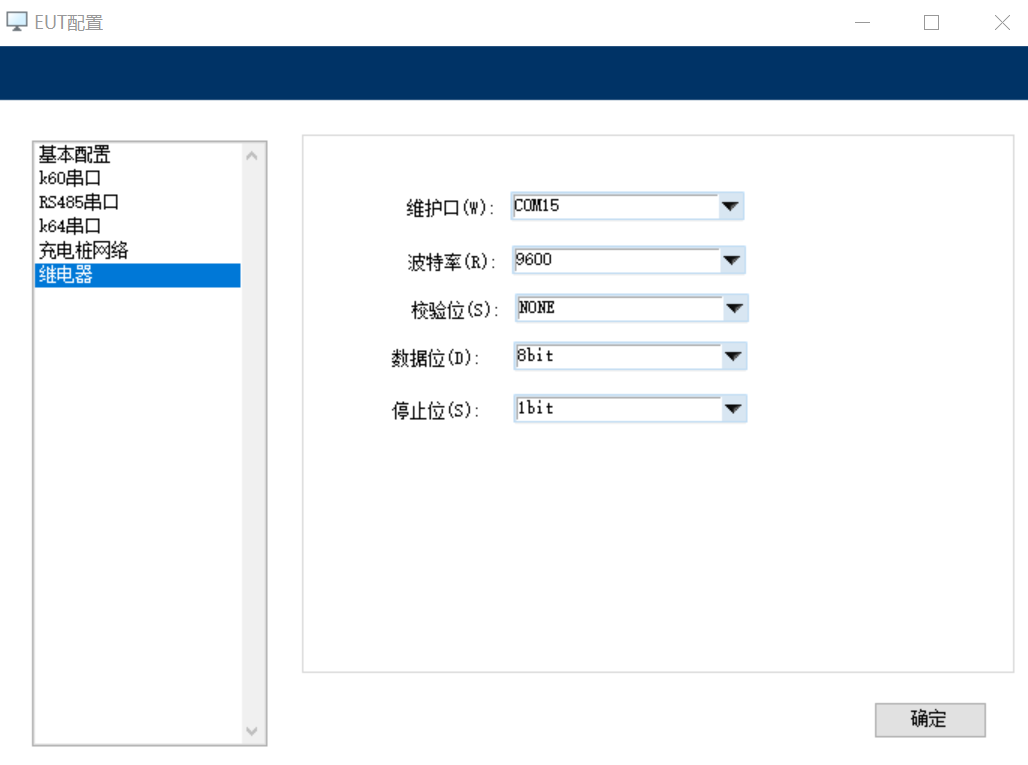 EUT配置
基本配置
k60串口
RS485串口
k64串口
充电桩网络
继电器
维护口(W): COM15
波特率(R): 9600
校验位(S): NONE
数据位(D): 8bit
停止位(S): 1bit
确定